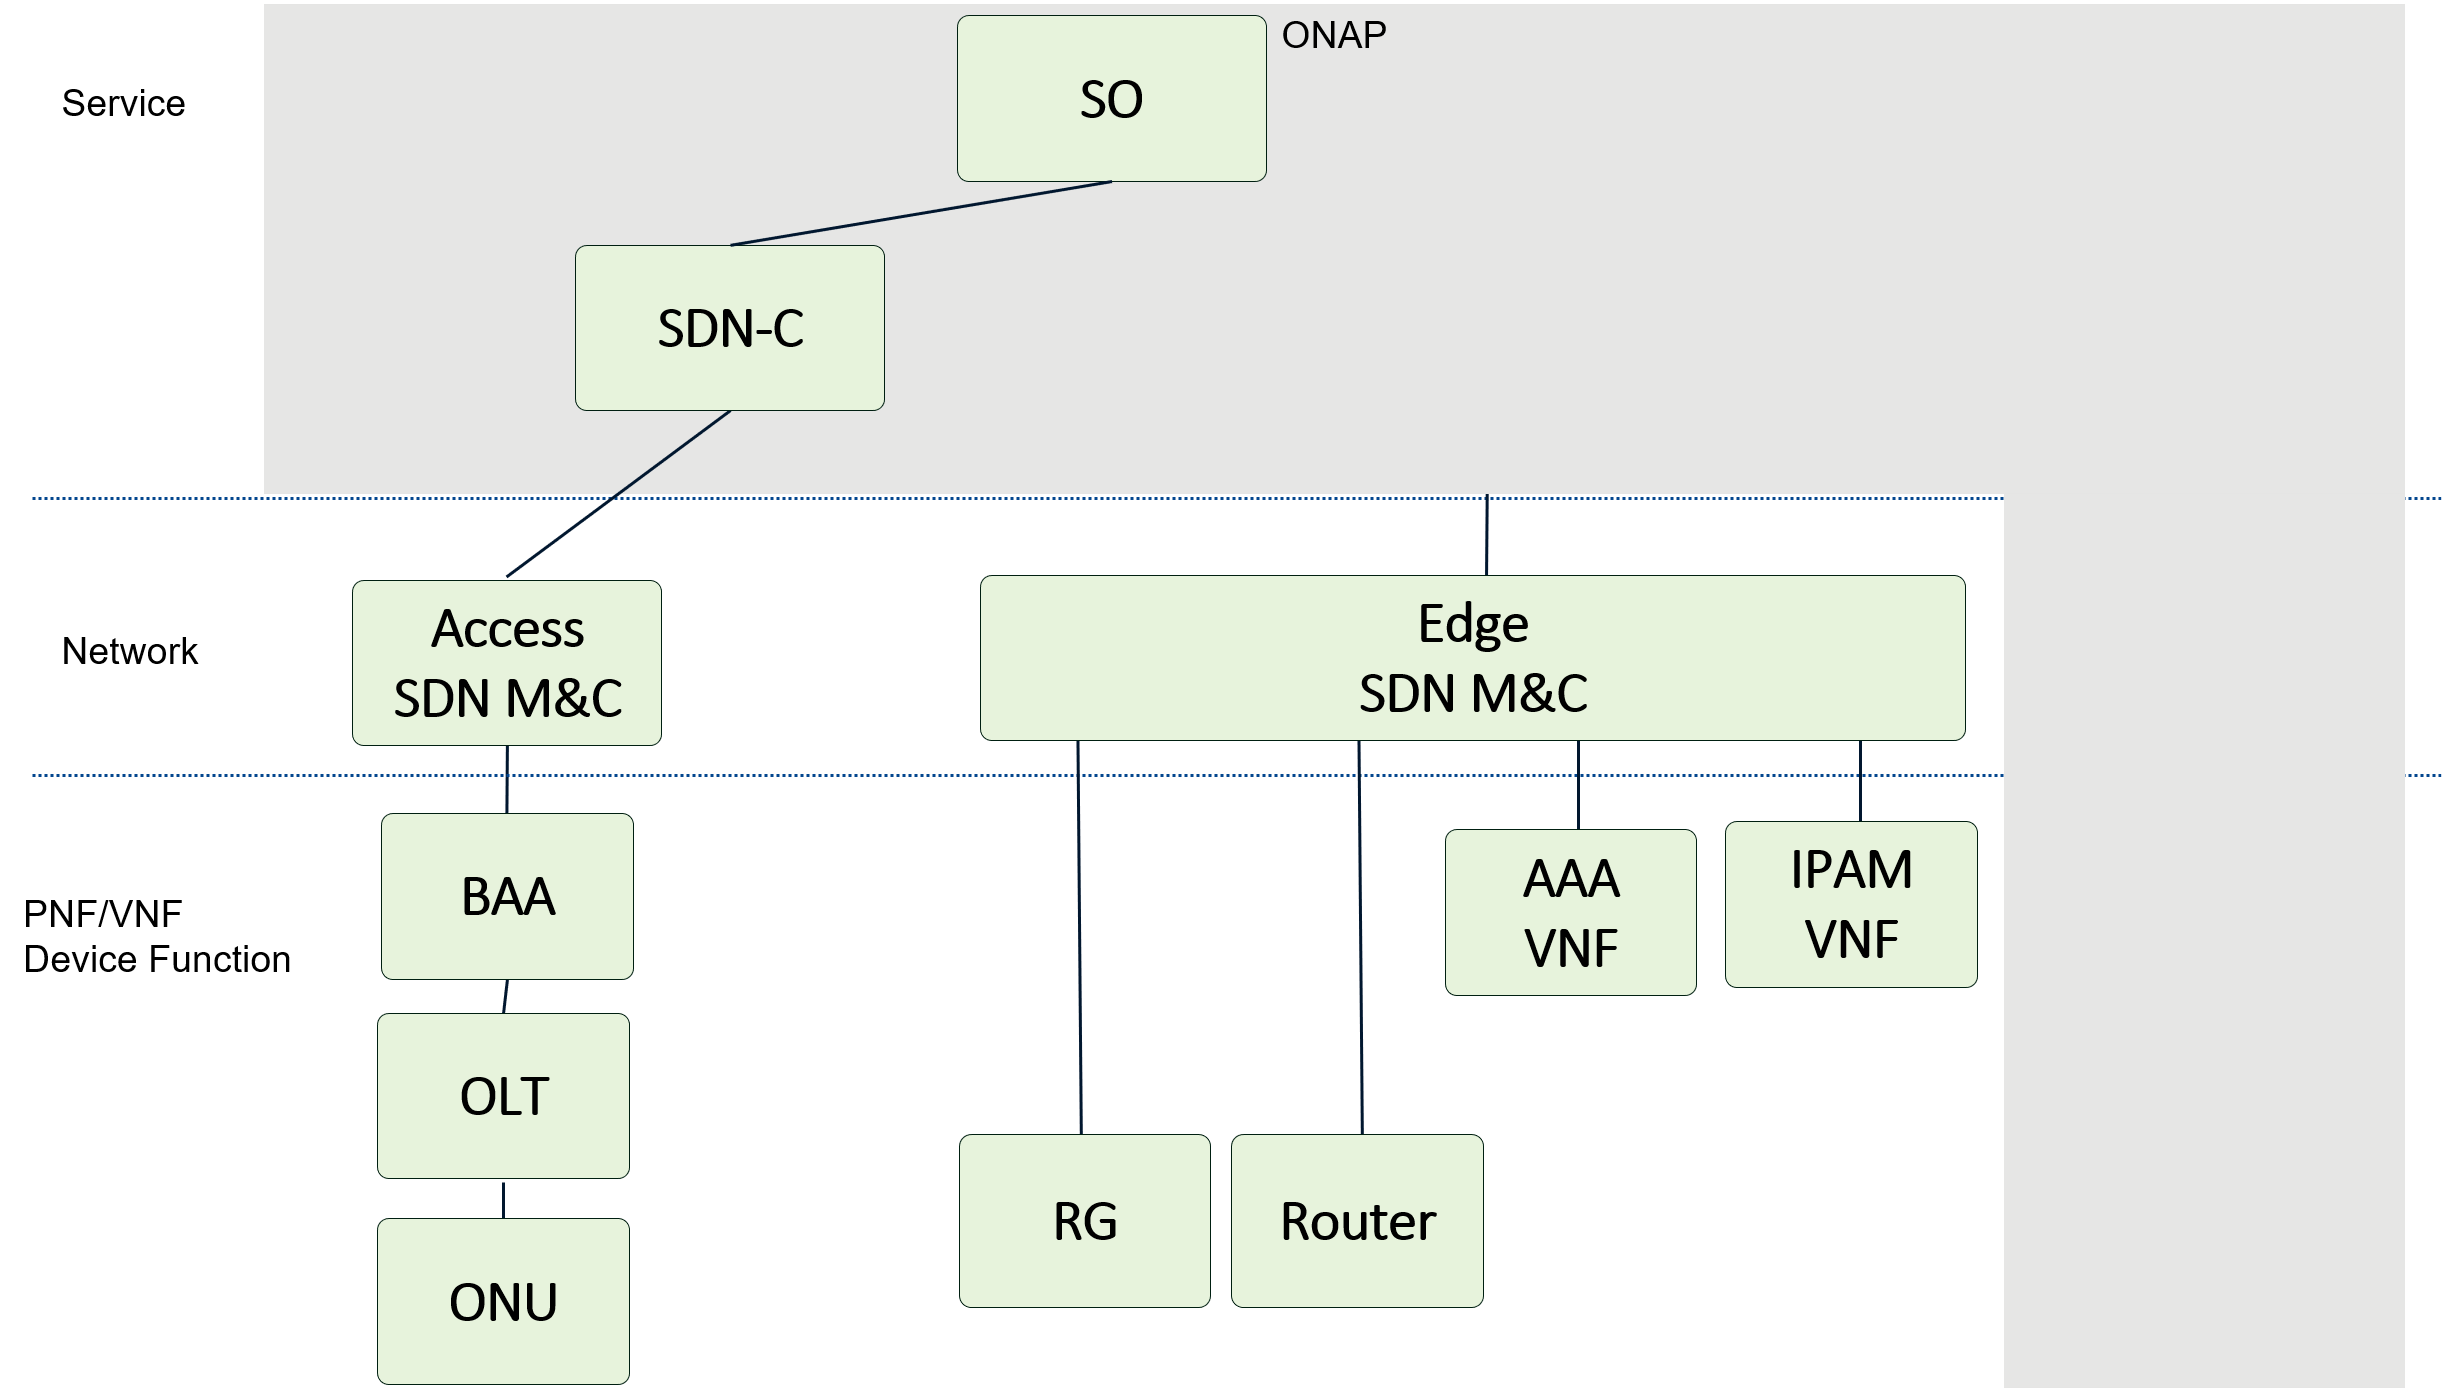 SO
ONAP
Service
SDN-C
Access
SDN M&C
Edge
SDN M&C
Network
BAA
AAA
VNF
IPAM
VNF
PNF/VNF
Device Function
OLT
RG
Router
ONU